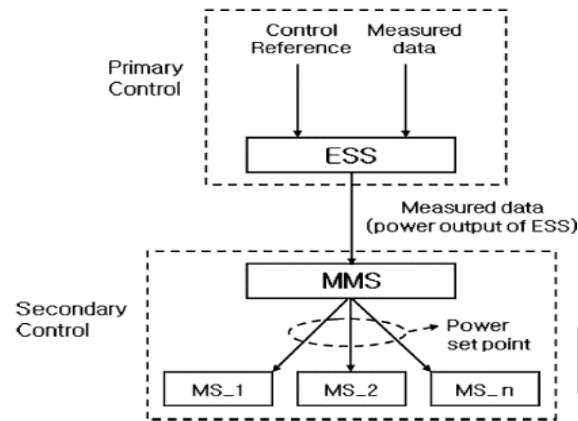 Control
Reference
Measured
data
Primary
Control
ESS
Measured data
(power output of ESS)
MMS
Secondary
Control
Power
set point
MS_1
MS_2
MS_n